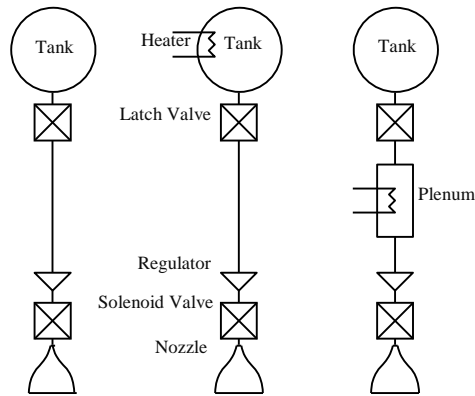 Tank
Heater
Tank
Tank
Latch Valve
Plenum
Regulator
Solenoid Valve
Nozzle